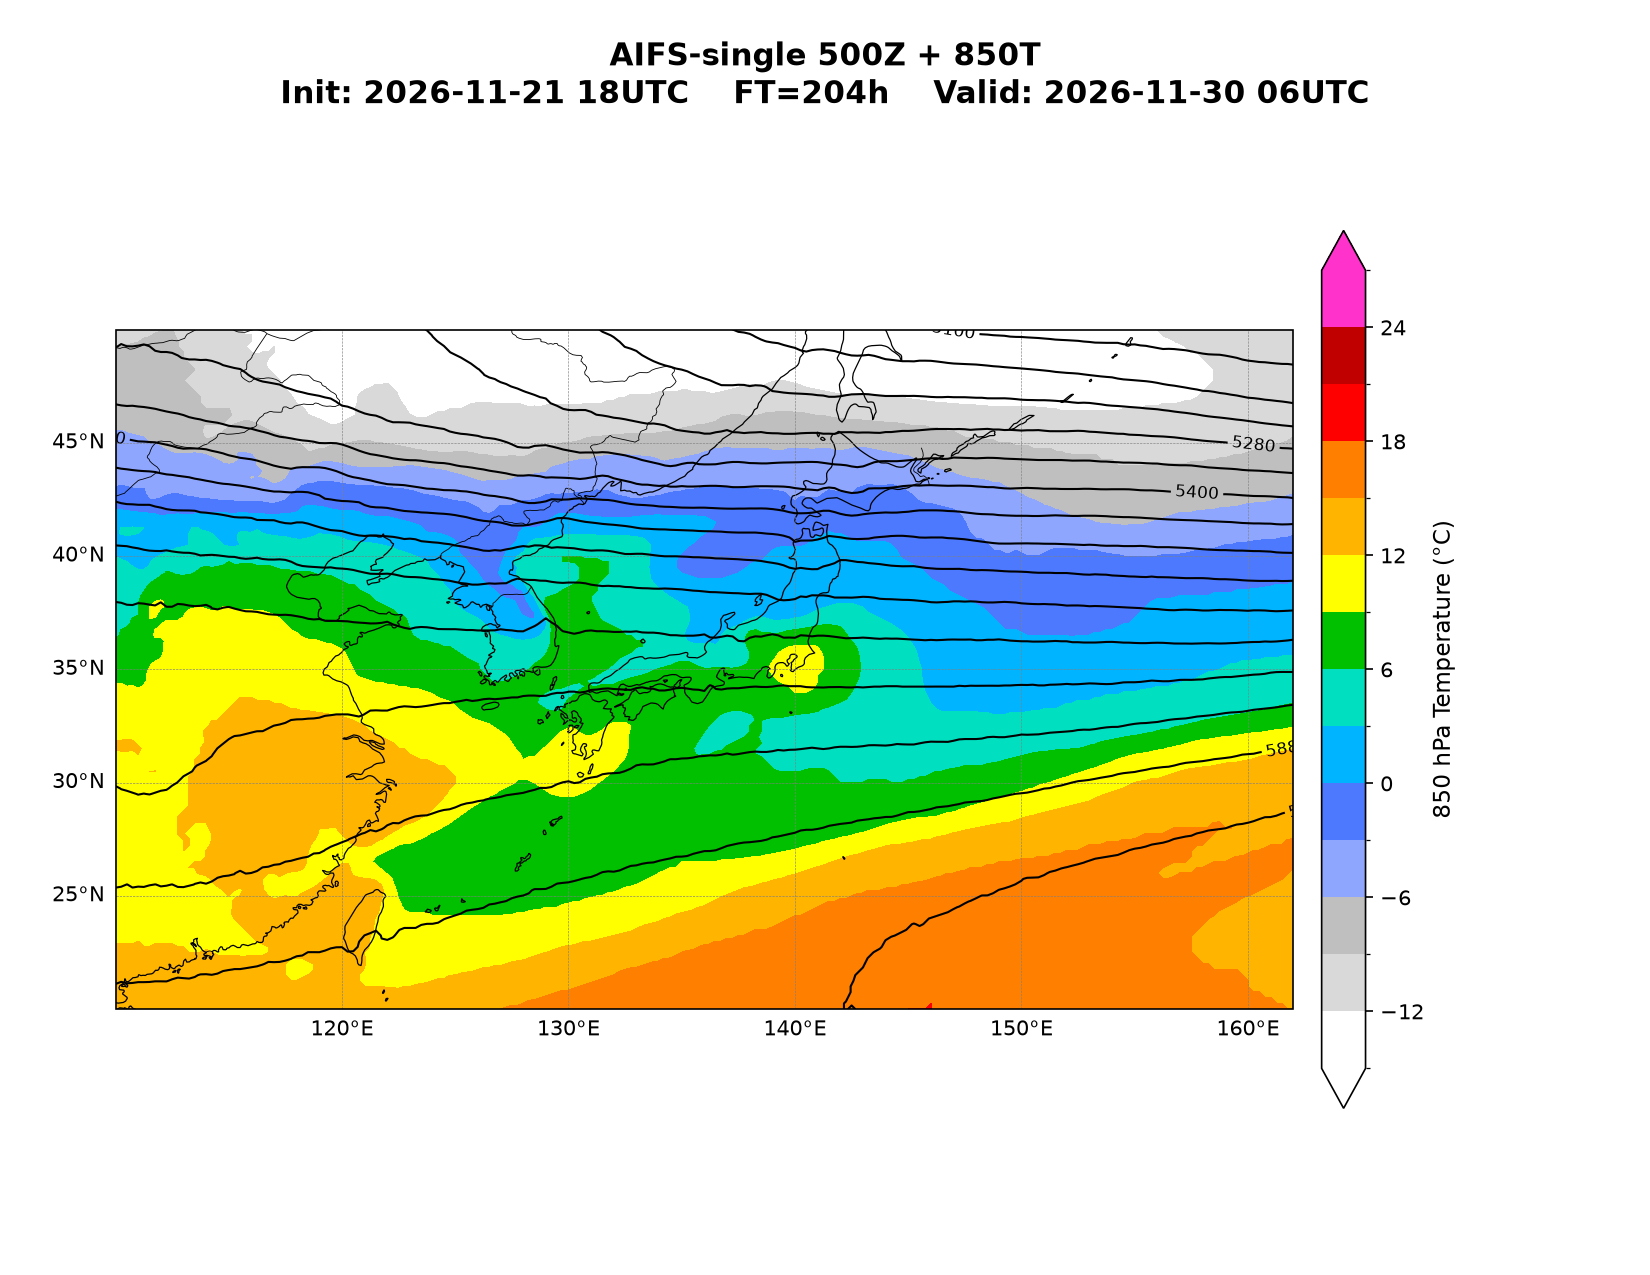 AIFS-single 500Z + 850T
Init: 2026-11-21 18UTC    FT=204h    Valid: 2026-11-30 06UTC
45°N
40°N
35°N
30°N
25°N
120°E
130°E
140°E
150°E
160°E
5280
5400
24
18
12
6
0
−6
−12
850 hPa Temperature (°C)